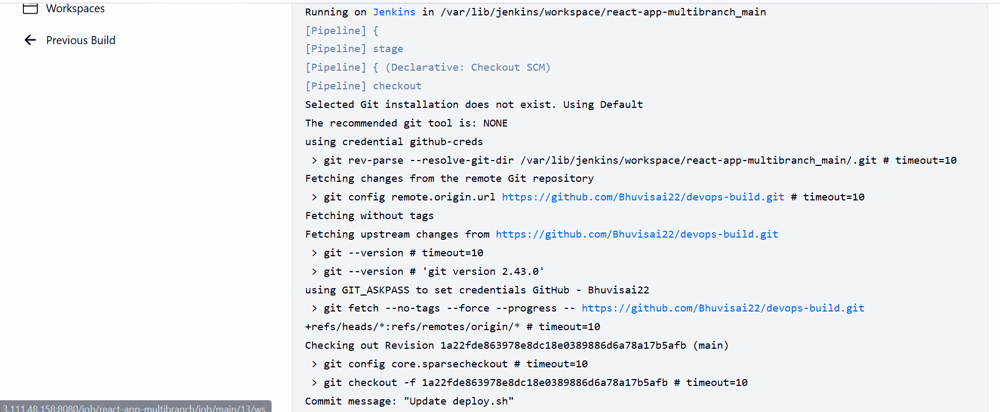 Workspaces
Previous Build
Running on Jenkins in /var/lib/jenkins/workspace/react-app-multibranch_main
[Pipeline] {
[Pipeline] stage
[Pipeline] { (Declarative: Checkout SCM)
[Pipeline] checkout
Selected Git installation does not exist. Using Default
The recommended git tool is: NONE
using credential github-creds
> git rev-parse --resolve-git-dir /var/lib/jenkins/workspace/react-app-multibranch_main/.git # timeout=10
Fetching changes from the remote Git repository
> git config remote.origin.url https://github.com/Bhuvisai22/devops-build.git # timeout=10
Fetching without tags
Fetching upstream changes from https://github.com/Bhuvisai22/devops-build.git
> git --version # timeout=10
> git --version # 'git version 2.43.0'
using GIT_ASKPASS to set credentials GitHub - Bhuvisai22
> git fetch --no-tags --force --progress -- https://github.com/Bhuvisai22/devops-build.git
+refs/heads/*:refs/remotes/origin/* # timeout=10
Checking out Revision 1a22fde863978e8dc18e0389886d6a78a17b5afb (main)
> git config core.sparsecheckout # timeout=10
> git checkout -f 1a22fde863978e8dc18e0389886d6a78a17b5afb # timeout=10
Commit message: "Update deploy.sh"
3.111.48.158:8080/job/react-app-multibranch/job/main/13/ws